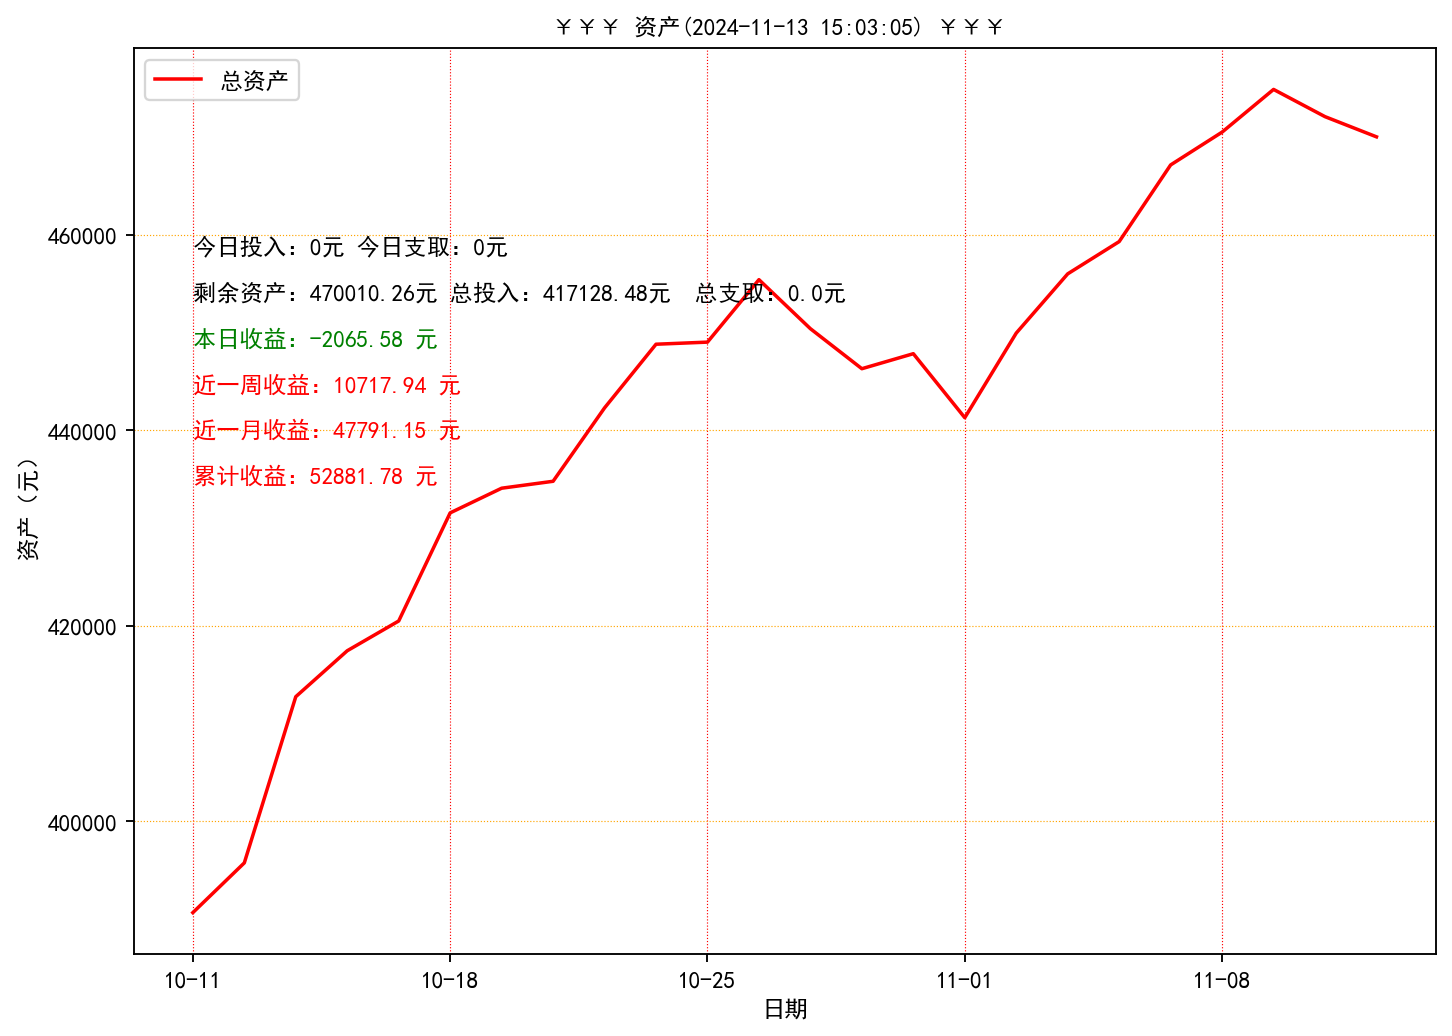 ￥￥￥ 资产(2024-11-13 15:03:05) ￥￥￥
总资产
今日投入：0元 今日支取：0元
剩余资产：470010.26元 总投入：417128.48元  总支取：0.0元
本日收益：-2065.58 元
近一周收益：10717.94 元
近一月收益：47791.15 元
累计收益：52881.78 元
资产（元）
460000
440000
420000
400000
10-11 10-18 10-25 11-01 11-08
日期